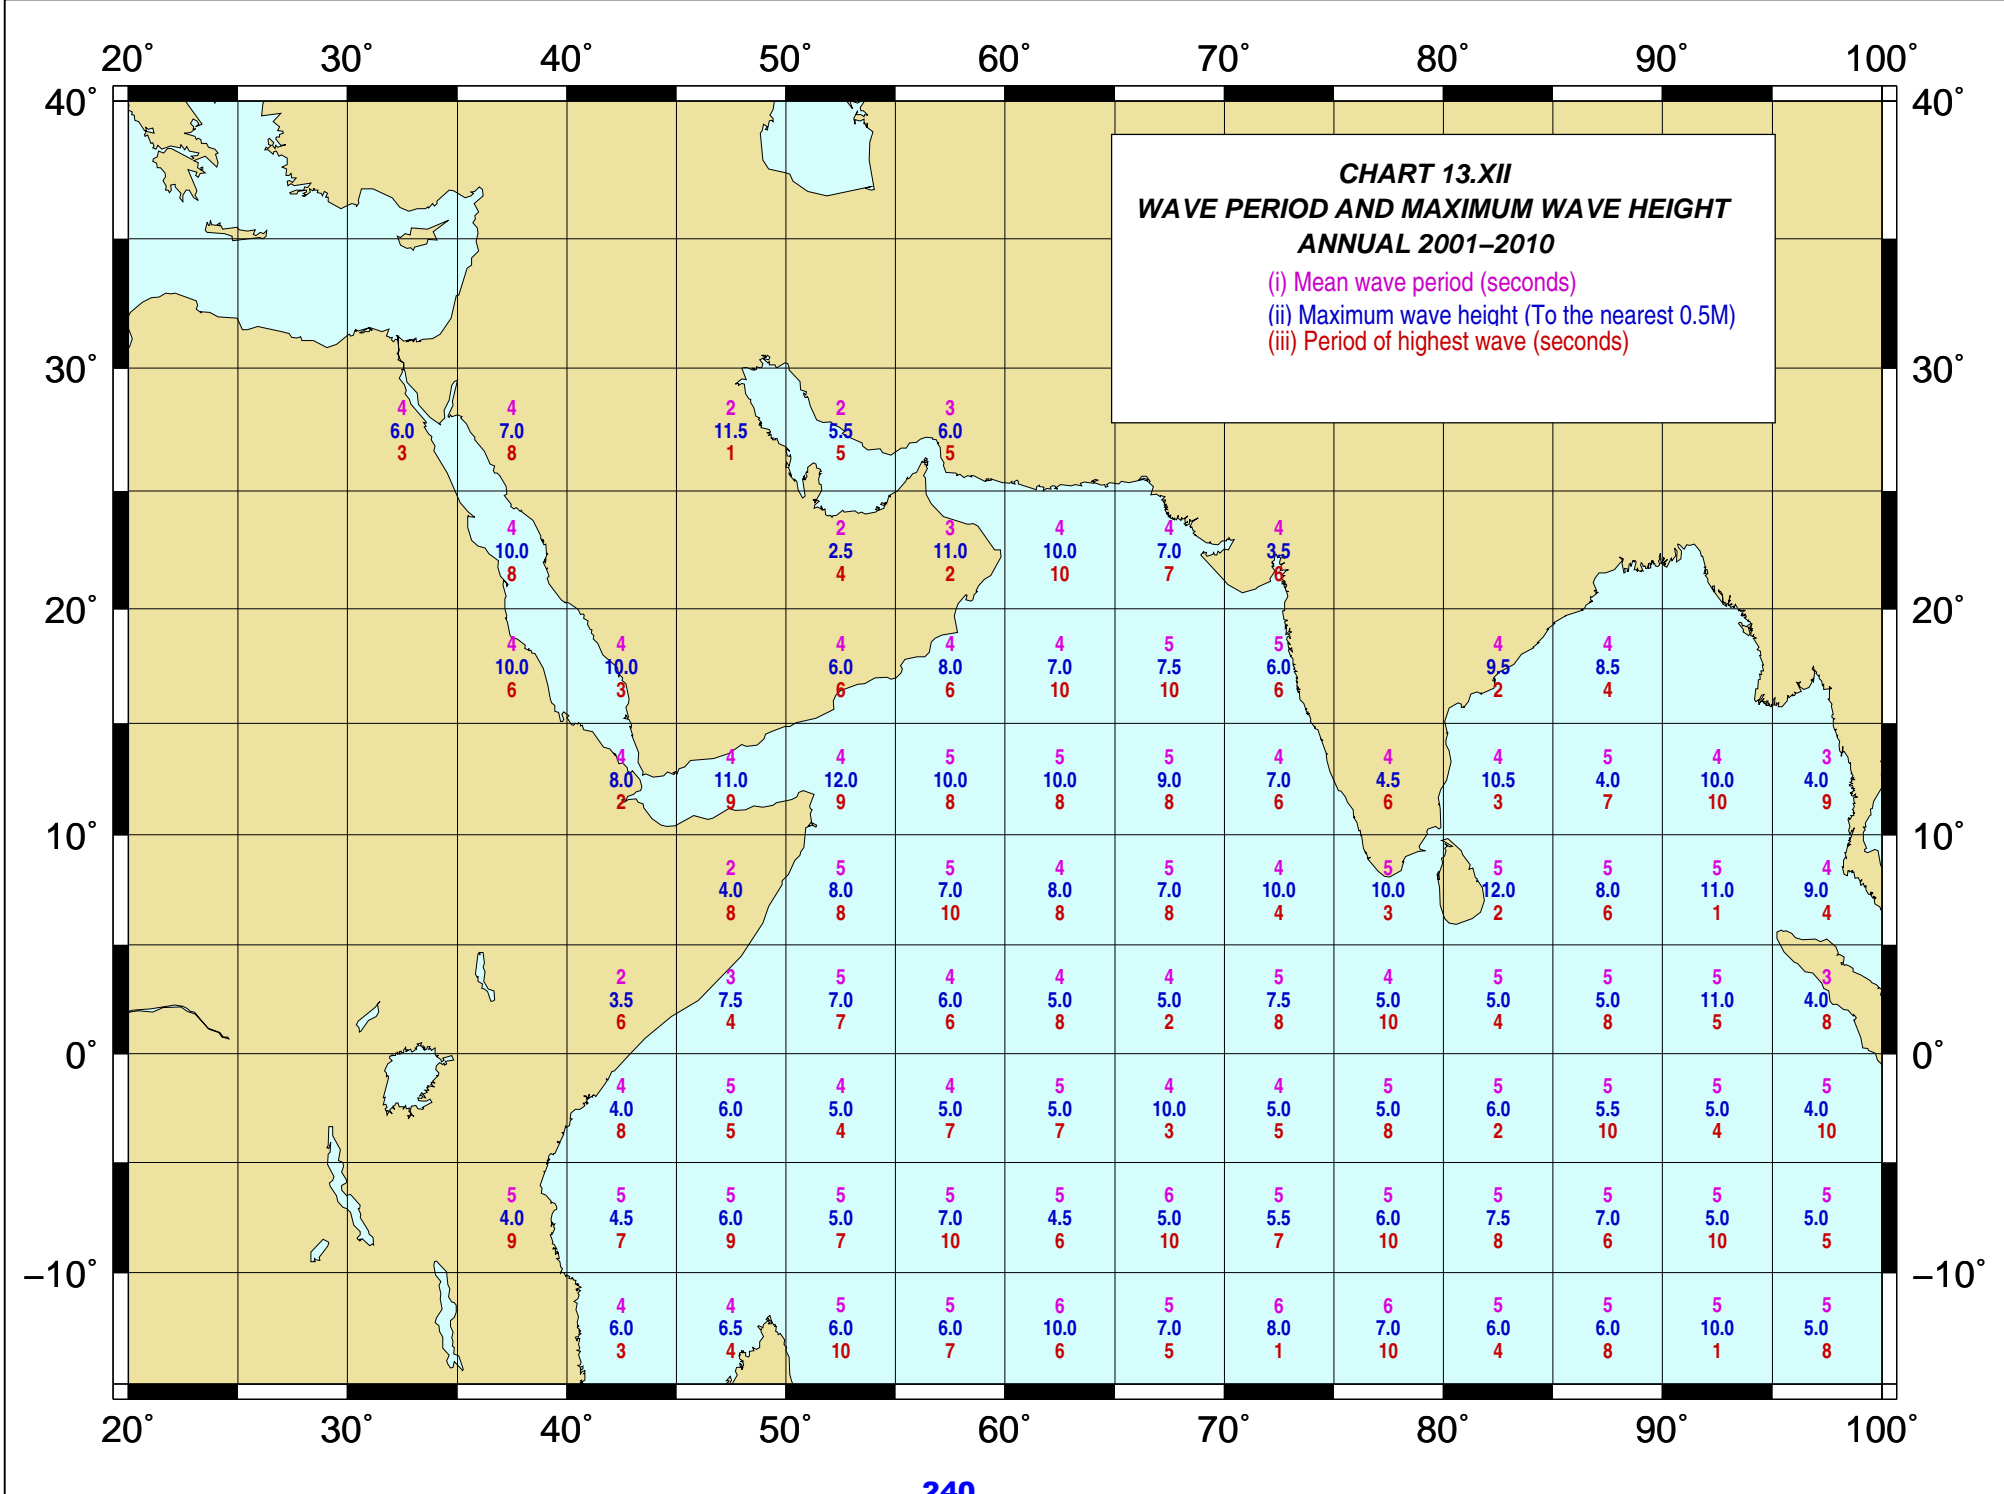 20° 30° 40° 50° 60° 70° 80° 90° 100°
40° 40°
CHART 13.XII
WAVE PERIOD AND MAXIMUM WAVE HEIGHT
ANNUAL 2001–2010
(i) Mean wave period (seconds)
(ii) Maximum wave height (To the nearest 0.5M)
(iii) Period of highest wave (seconds)
30° 30°
4 4 2 2 3
6.0 7.0 11.5 5.5 6.0
3 8 1 5 5
4 2 3 4 4 4
10.0 2.5 11.0 10.0 7.0 3.5
8 4 2 10 7 6
20° 20°
4 4 4 4 4 5 5 4 4
10.0 10.0 6.0 8.0 7.0 7.5 6.0 9.5 8.5
6 3 6 6 10 10 6 2 4
4 4 4 5 5 5 4 4 4 5 4 3
8.0 11.0 12.0 10.0 10.0 9.0 7.0 4.5 10.5 4.0 10.0 4.0
2 9 9 8 8 8 6 6 3 7 10 9
10° 10°
2 5 5 4 5 4 5 5 5 5 4
4.0 8.0 7.0 8.0 7.0 10.0 10.0 12.0 8.0 11.0 9.0
8 8 10 8 8 4 3 2 6 1 4
2 3 5 4 4 4 5 4 5 5 5 3
3.5 7.5 7.0 6.0 5.0 5.0 7.5 5.0 5.0 5.0 11.0 4.0
6 4 7 6 8 2 8 10 4 8 5 8
0° 0°
4 5 4 4 5 4 4 5 5 5 5 5
4.0 6.0 5.0 5.0 5.0 10.0 5.0 5.0 6.0 5.5 5.0 4.0
8 5 4 7 7 3 5 8 2 10 4 10
5 5 5 5 5 5 6 5 5 5 5 5 5
4.0 4.5 6.0 5.0 7.0 4.5 5.0 5.5 6.0 7.5 7.0 5.0 5.0
9 7 9 7 10 6 10 7 10 8 6 10 5
–10° –10°
4 4 5 5 6 5 6 6 5 5 5 5
6.0 6.5 6.0 6.0 10.0 7.0 8.0 7.0 6.0 6.0 10.0 5.0
3 4 10 7 6 5 1 10 4 8 1 8
20° 30° 40° 50° 60° 70° 80° 90° 100°
240